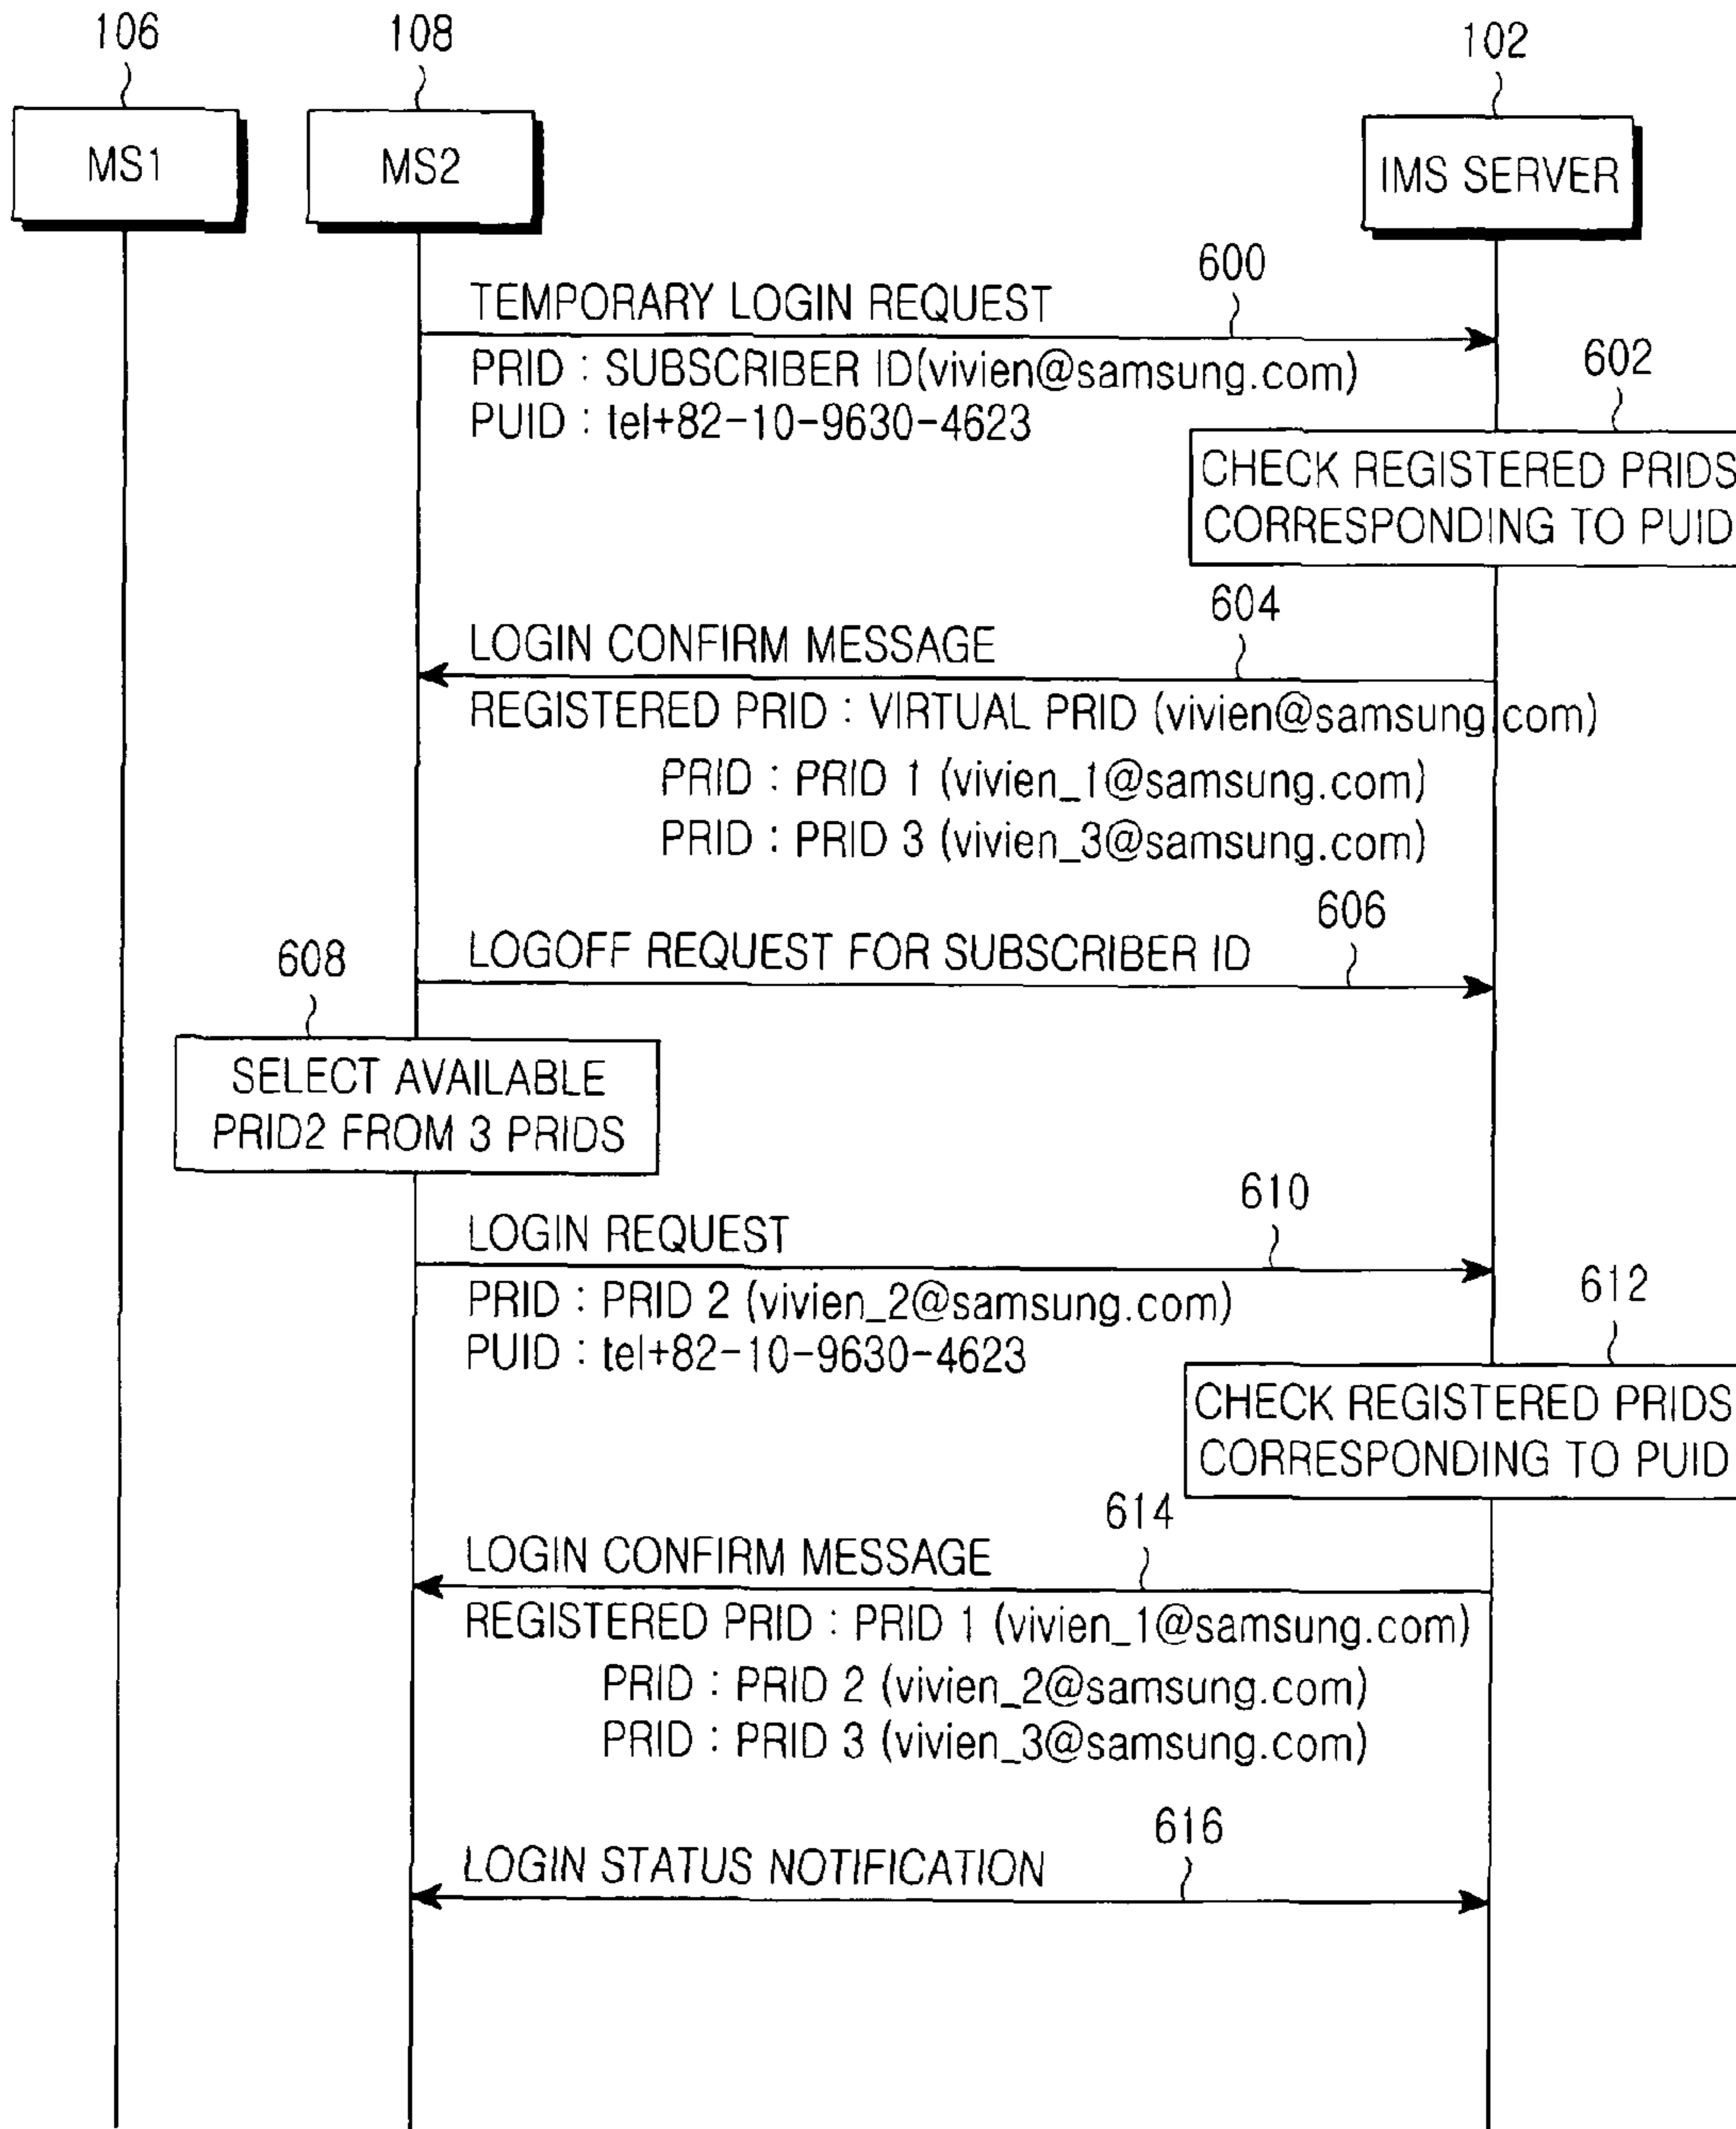 106
108
102
MS1
MS2
IMS SERVER
600
TEMPORARY LOGIN REQUEST
PRID : SUBSCRIBER ID(vivien@samsung.com)
PUID : tel+82-10-9630-4623
602
CHECK REGISTERED PRIDS
CORRESPONDING TO PUID
604
LOGIN CONFIRM MESSAGE
REGISTERED PRID : VIRTUAL PRID (vivien@samsung.com)
PRID : PRID 1 (vivien_1@samsung.com)
PRID : PRID 3 (vivien_3@samsung.com)
606
LOGOFF REQUEST FOR SUBSCRIBER ID
608
SELECT AVAILABLE
PRID2 FROM 3 PRIDS
610
LOGIN REQUEST
PRID : PRID 2 (vivien_2@samsung.com)
PUID : tel+82-10-9630-4623
612
CHECK REGISTERED PRIDS
CORRESPONDING TO PUID
614
LOGIN CONFIRM MESSAGE
REGISTERED PRID : PRID 1 (vivien_1@samsung.com)
PRID : PRID 2 (vivien_2@samsung.com)
PRID : PRID 3 (vivien_3@samsung.com)
616
LOGIN STATUS NOTIFICATION